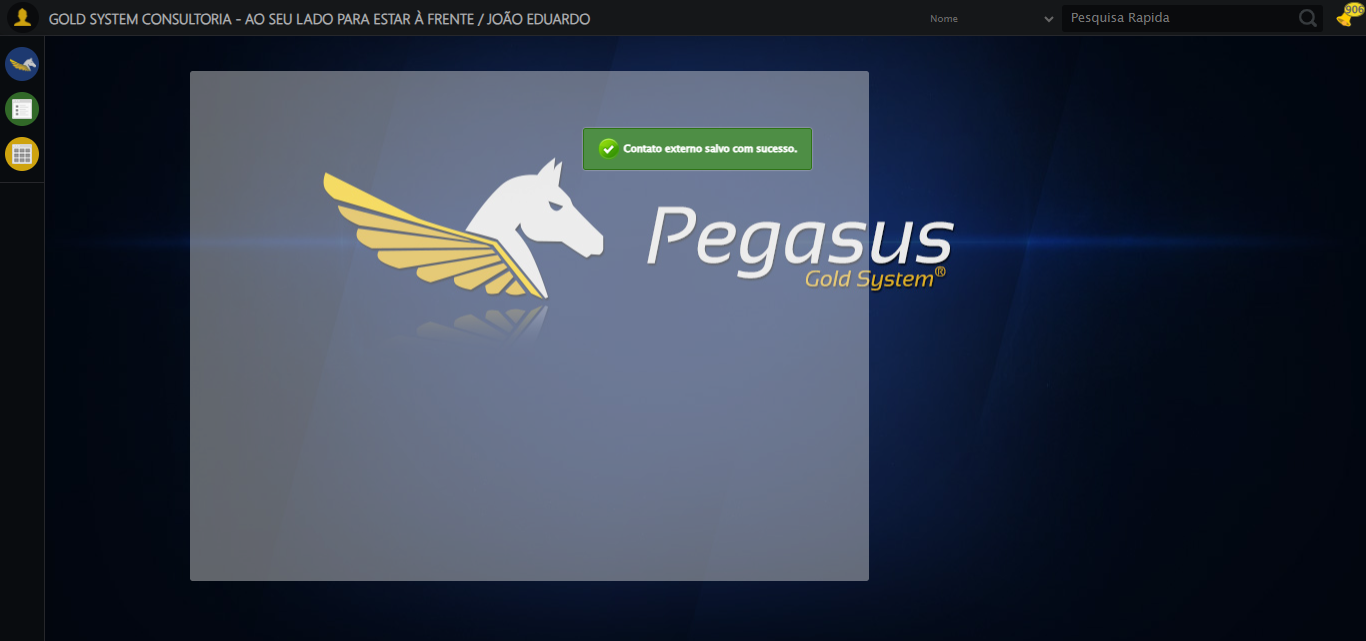 GOLD SYSTEM CONSULTORIA - AO SEU LADO PARA ESTAR À FRENTE / JOÃO EDUARDO
Nome
Pesquisa Rapida
906
Contato externo salvo com sucesso.
Pegasus
Gold System®